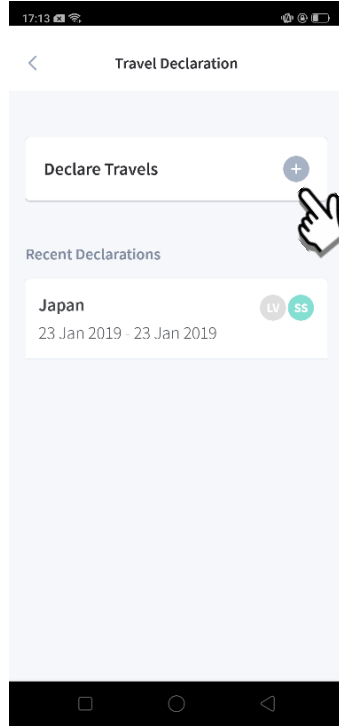 17:13
Travel Declaration
Declare Travels
Recent Declarations
Japan
LV SS
23 Jan 2019 - 23 Jan 2019